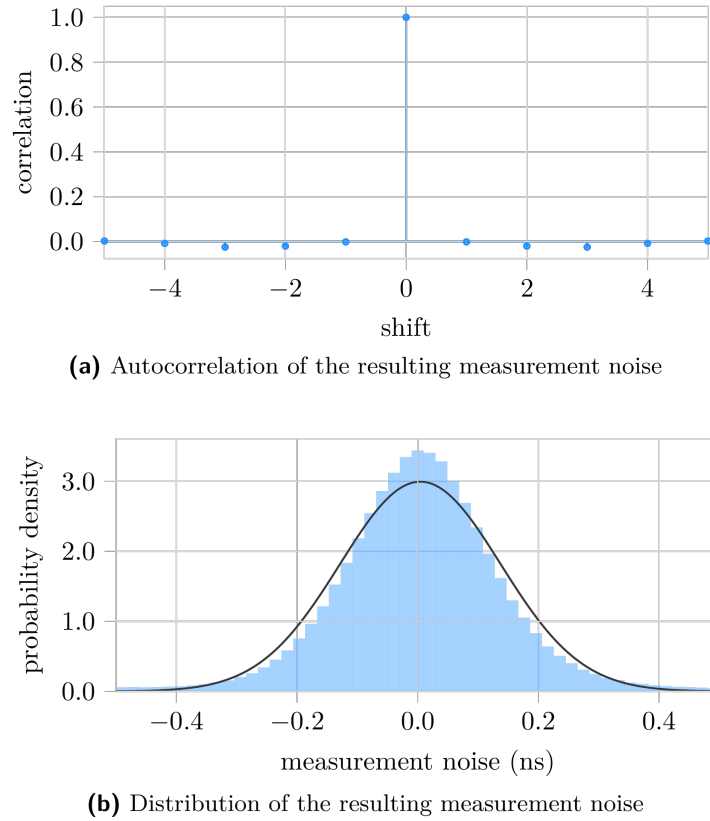 1.0
0.8
0.6
0.4
0.2
0.0
correlation
−4 −2 0 2 4
shift
(a) Autocorrelation of the resulting measurement noise
3.0
2.0
1.0
0.0
probability density
−0.4 −0.2 0.0 0.2 0.4
measurement noise (ns)
(b) Distribution of the resulting measurement noise